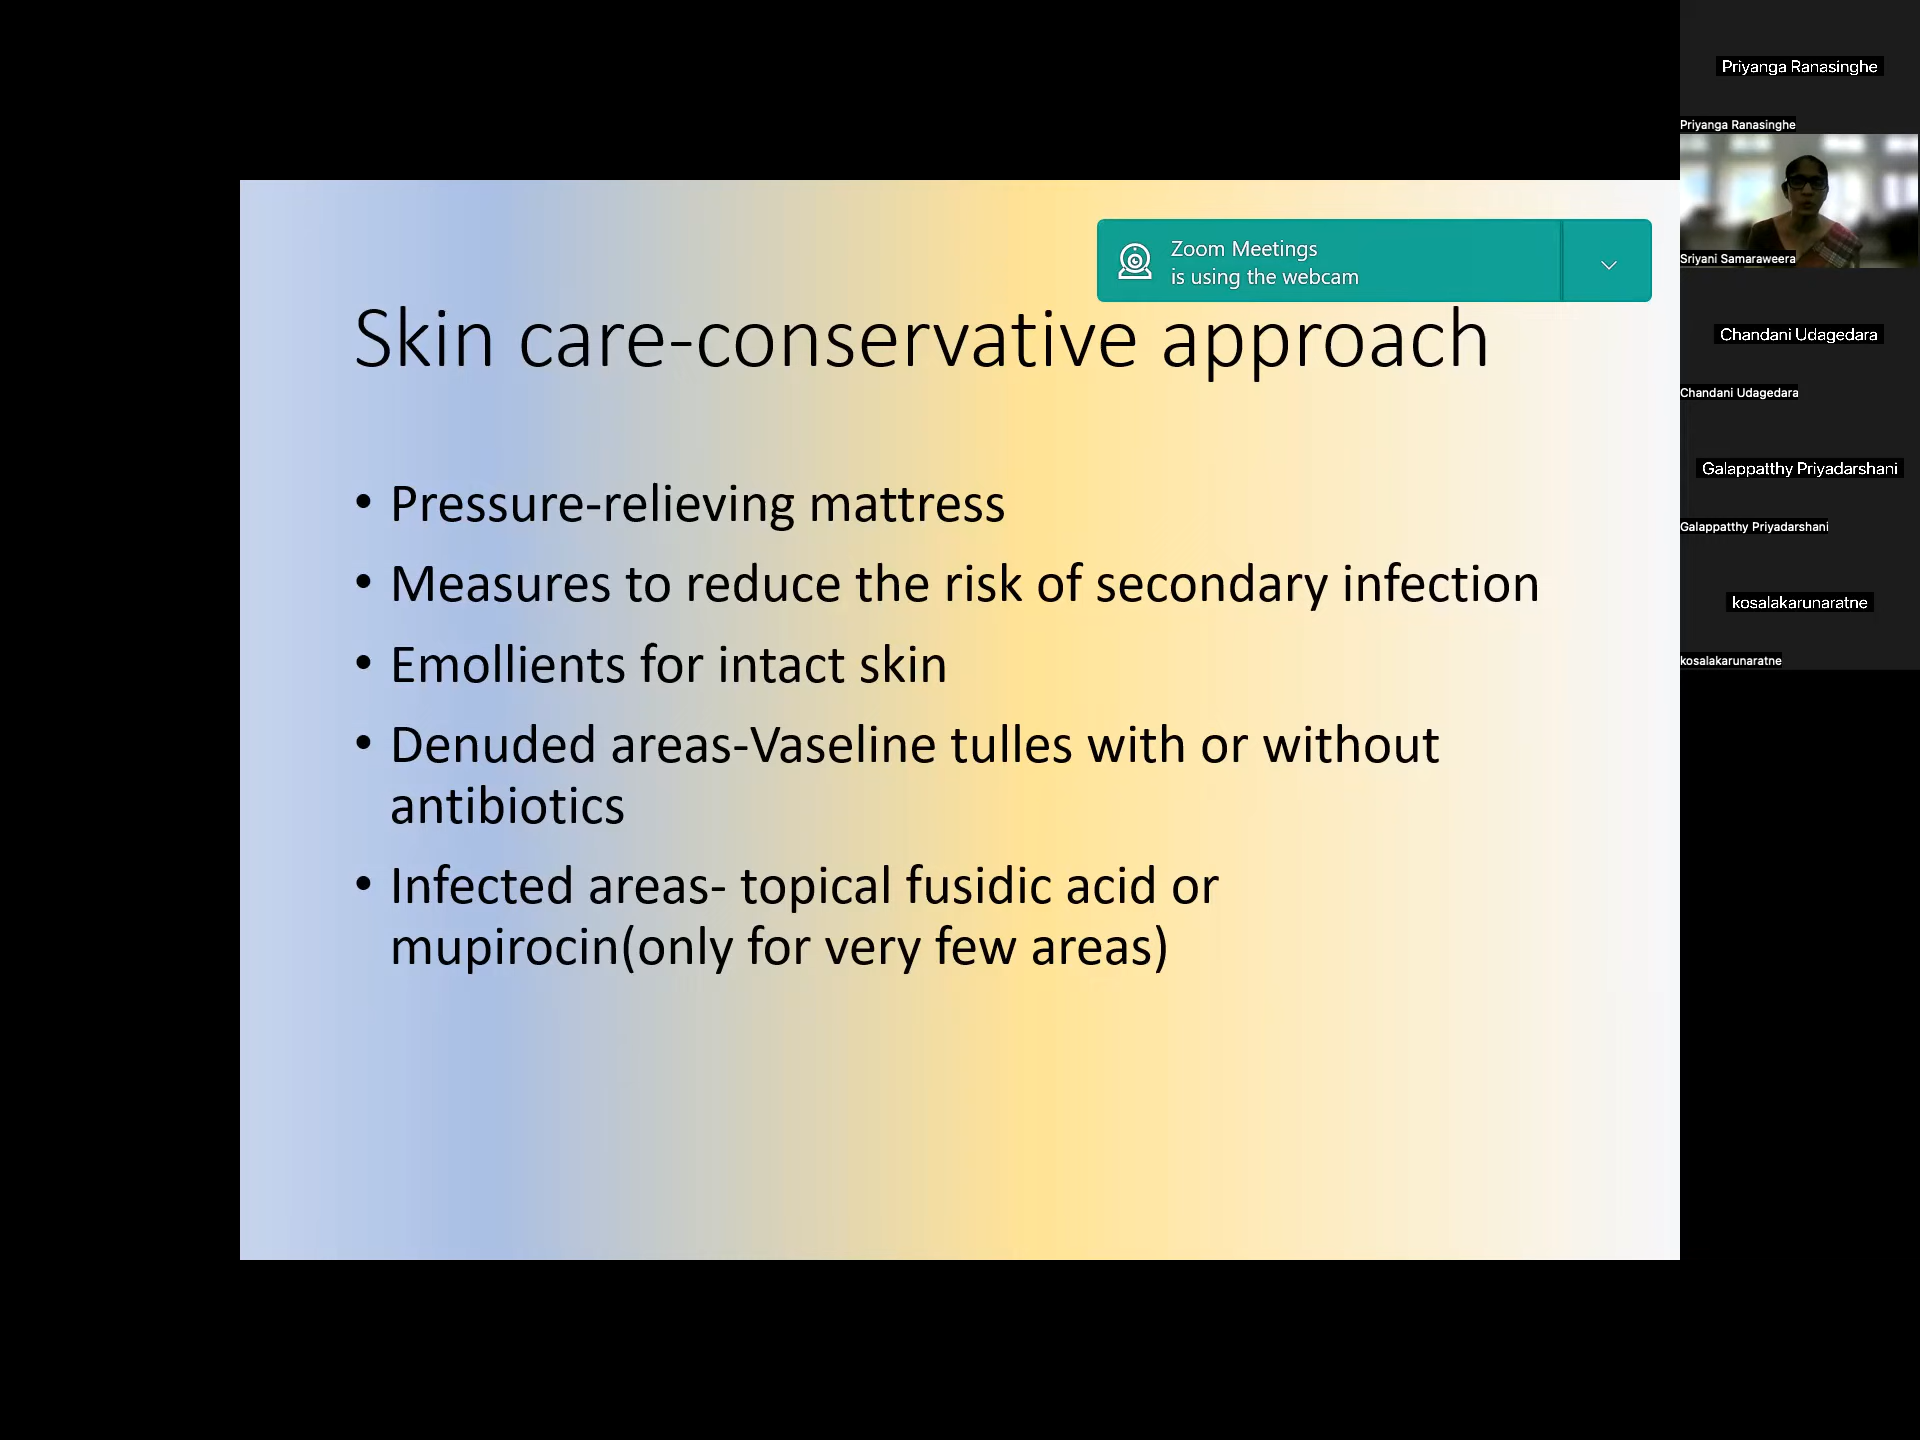 Zoom Meetings
is using the webcam
Skin care-conservative approach
• Pressure-relieving mattress
• Measures to reduce the risk of secondary infection
• Emollients for intact skin
• Denuded areas-Vaseline tulles with or without
antibiotics
• Infected areas- topical fusidic acid or
mupirocin(only for very few areas)
Priyanga Ranasinghe
Priyanga Ranasinghe
Sriyani Samaraweera
Chandani Udagedara
Chandani Udagedara
Galappatthy Priyadarshani
Galappatthy Priyadarshani
kosalakarunaratne
kosalakarunaratne